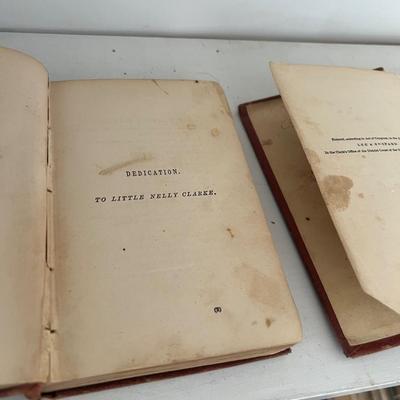 DEDICATION.
TO LITTLE NELLY CLARKE.
(3)
Entered, according to Act of Congress, in the
LEE & SHEPARD
In the Clerk's Office of the District Court of the